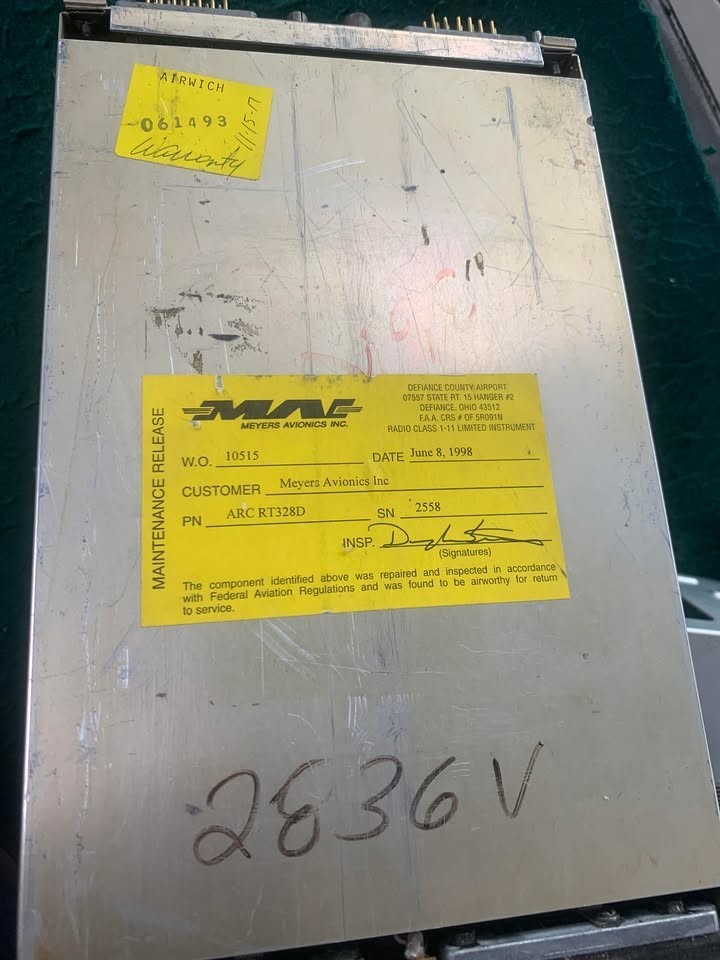 AIRWICH
061493
Warranty
11-15-17
MAINTENANCE RELEASE
MAC
MEYERS AVIONICS INC.
DEFIANCE COUNTY AIRPORT
07557 STATE RT. 15 HANGER #2
DEFIANCE, OHIO 43512
F.A.A. CRS # OF 5R091N
RADIO CLASS 1-11 LIMITED INSTRUMENT
W.O. 10515 DATE June 8, 1998
CUSTOMER Meyers Avionics Inc
PN ARC RT328D SN 2558
INSP.
(Signatures)
The component identified above was repaired and inspected in accordance
with Federal Aviation Regulations and was found to be airworthy for return
to service.
2836V